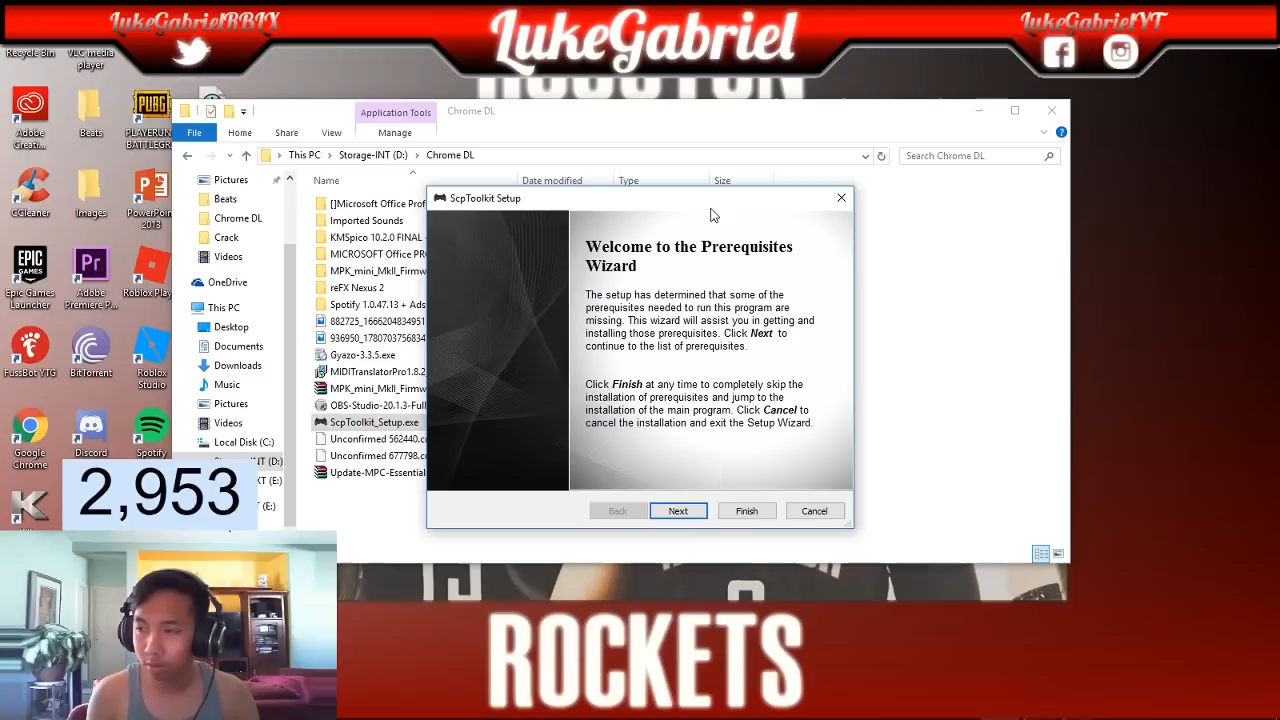 LukeGabrielRBLX
LukeGabriel
LukeGabrielYT
HOUSTON
Recycle Bin
VLC media
player
Adobe
Creati...
Beats
PLAYERUN
BATTLEGR
CCleaner
Images
PowerPoint
2013
Epic Games
Launcher
Adobe
Premiere P...
Roblox Play
FussBot YTG
BitTorrent
Roblox
Studio
Google
Chrome
Discord
Spotify
Application Tools
Chrome DL
File
Home
Share
View
Manage
This PC
Storage-INT (D:)
Chrome DL
Search Chrome DL
Name
Date modified
Type
Size
Pictures
Beats
Chrome DL
Crack
Videos
OneDrive
This PC
Desktop
Documents
Downloads
Music
Pictures
Videos
Local Disk (C:)
[]Microsoft Office Prof
Imported Sounds
KMSpico 10.2.0 FINAL
MICROSOFT Office PR
MPK_mini_MkII_Firmw
reFX Nexus 2
Spotify 1.0.47.13 + Ads
882725_1666204834951
936950_1780703756834
Gyazo-3.3.5.exe
MIDITranslatorPro1.8.2
MPK_mini_MkII_Firmw
OBS-Studio-20.1.3-Full
ScpToolkit_Setup.exe
Unconfirmed 562440.cr
Unconfirmed 677798.cr
Update-MPC-Essential
ScpToolkit Setup
Welcome to the Prerequisites
Wizard
The setup has determined that some of the
prerequisites needed to run this program are
missing. This wizard will assist you in getting and
installing those prerequisites. Click Next to
continue to the list of prerequisites.
Click Finish at any time to completely skip the
installation of prerequisites and jump to the
installation of the main program. Click Cancel to
cancel the installation and exit the Setup Wizard.
Back
Next
Finish
Cancel
2,953
ROCKETS